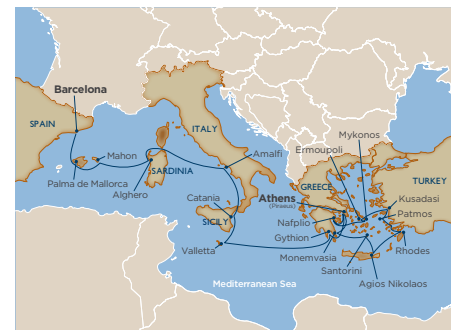 Barcelona
SPAIN
Mahon
Palma de Mallorca
SARDINIA
Alghero
ITALY
Amalfi
Catania
SICILY
Valletta
Mykonos
Ermoupoli
GREECE
TURKEY
Athens
(Piraeus)
Kusadasi
Patmos
Nafplio
Gythion
Monemvasia
Santorini
Rhodes
Agios Nikolaos
Mediterranean Sea